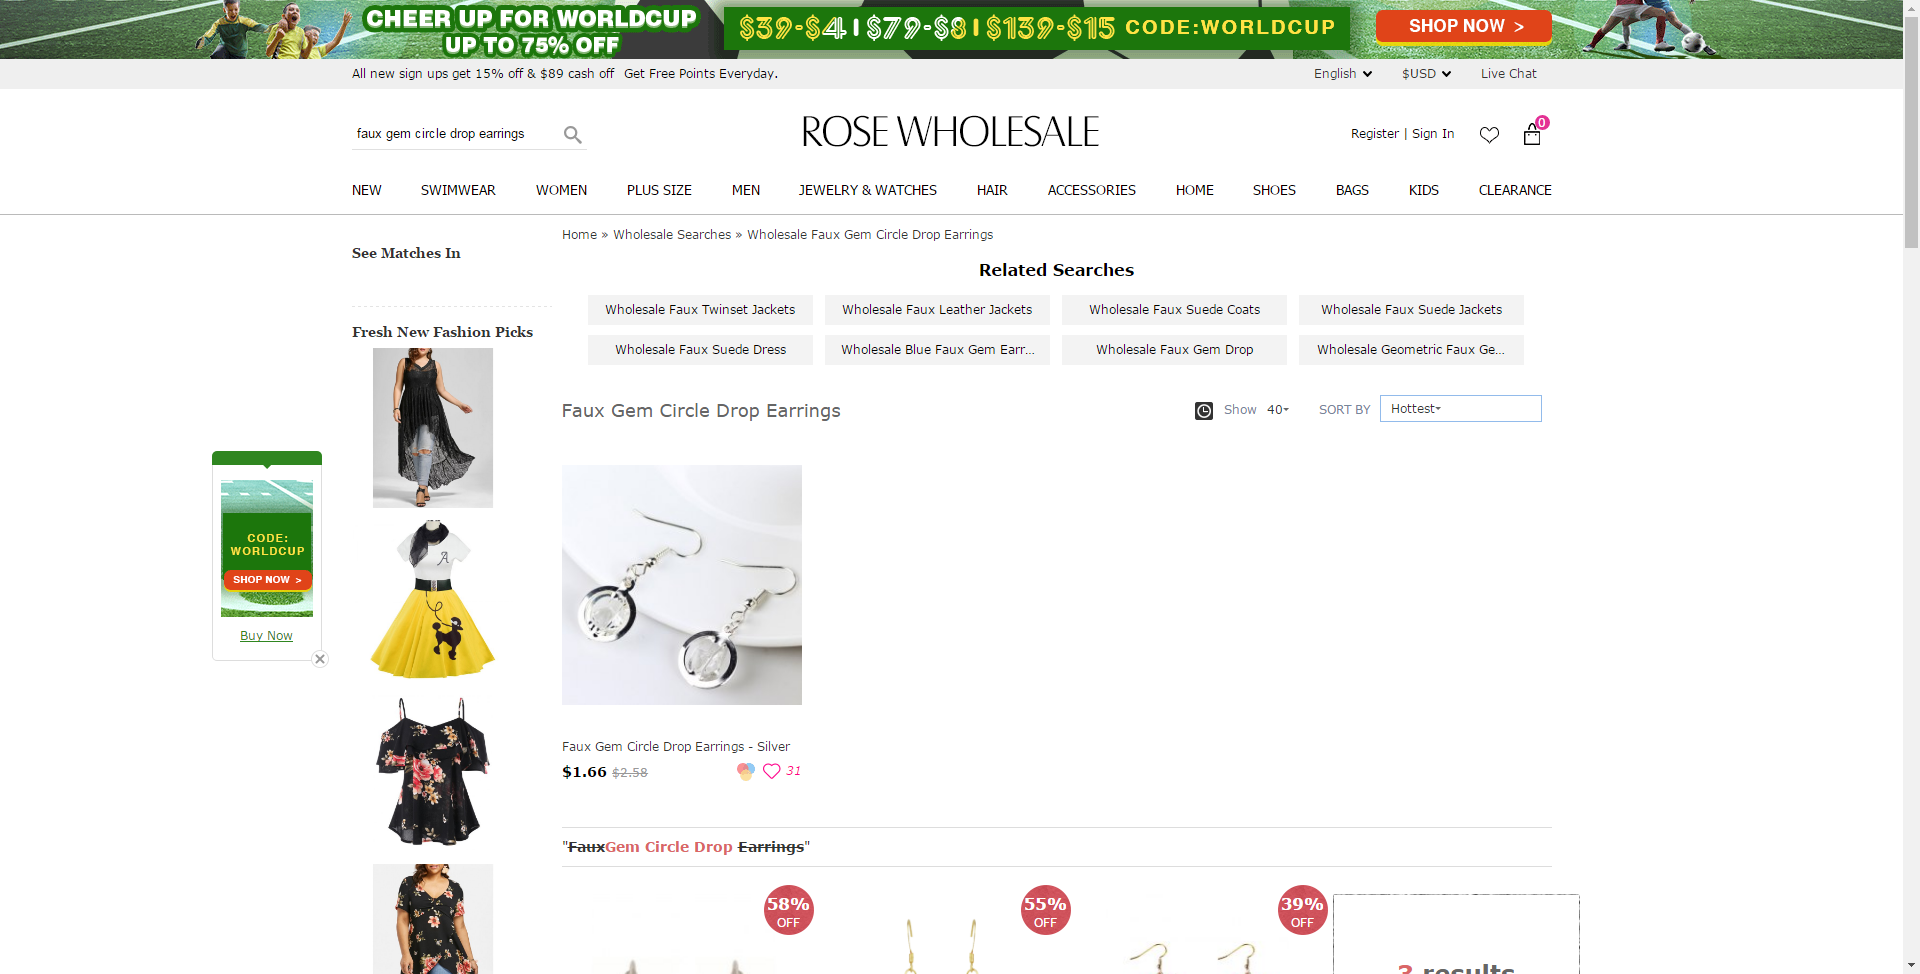 CHEER UP FOR WORLDCUP
UP TO 75% OFF
$39-$4 | $79-$8 | $139-$15 CODE:WORLDCUP
SHOP NOW >
All new sign ups get 15% off & $89 cash off Get Free Points Everyday.
English $USD Live Chat
faux gem circle drop earrings
ROSE WHOLESALE
Register | Sign In
0
NEW SWIMWEAR WOMEN PLUS SIZE MEN JEWELRY & WATCHES HAIR ACCESSORIES HOME SHOES BAGS KIDS CLEARANCE
Home » Wholesale Searches » Wholesale Faux Gem Circle Drop Earrings
See Matches In
Related Searches
Wholesale Faux Twinset Jackets
Wholesale Faux Leather Jackets
Wholesale Faux Suede Coats
Wholesale Faux Suede Jackets
Wholesale Faux Suede Dress
Wholesale Blue Faux Gem Earr...
Wholesale Faux Gem Drop
Wholesale Geometric Faux Ge...
Fresh New Fashion Picks
Faux Gem Circle Drop Earrings
Show 40
SORT BY Hottest
CODE:
WORLDCUP
SHOP NOW >
Buy Now
A
Faux Gem Circle Drop Earrings - Silver
$1.66 $2.58
31
"FauxGem Circle Drop Earrings"
58%
OFF
55%
OFF
39%
OFF
3 results